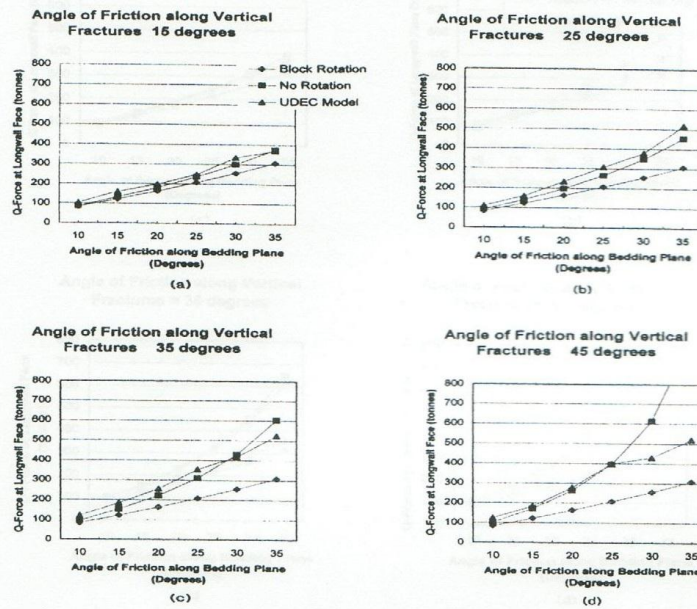 Angle of Friction along Vertical
Fractures 15 degrees
Q-Force at Longwall Face (tonnes)
800
700
600
500
400
300
200
100
0
Block Rotation
No Rotation
UDEC Model
10 15 20 25 30 35
Angle of Friction along Bedding Plane
(Degrees)
(a)
Angle of Friction along Vertical
Fractures 25 degrees
Q-Force at Longwall Face (tonnes)
800
700
600
500
400
300
200
100
0
10 15 20 25 30 35
Angle of Friction along Bedding Plane
(Degrees)
(b)
Angle of Friction along Vertical
Fractures 35 degrees
Q-Force at Longwall Face (tonnes)
800
700
600
500
400
300
200
100
0
10 15 20 25 30 35
Angle of Friction along Bedding Plane
(Degrees)
(c)
Angle of Friction along Vertical
Fractures 45 degrees
Q-Force at Longwall Face (tonnes)
800
700
600
500
400
300
200
100
0
10 15 20 25 30 35
Angle of Friction along Bedding Plane
(Degrees)
(d)